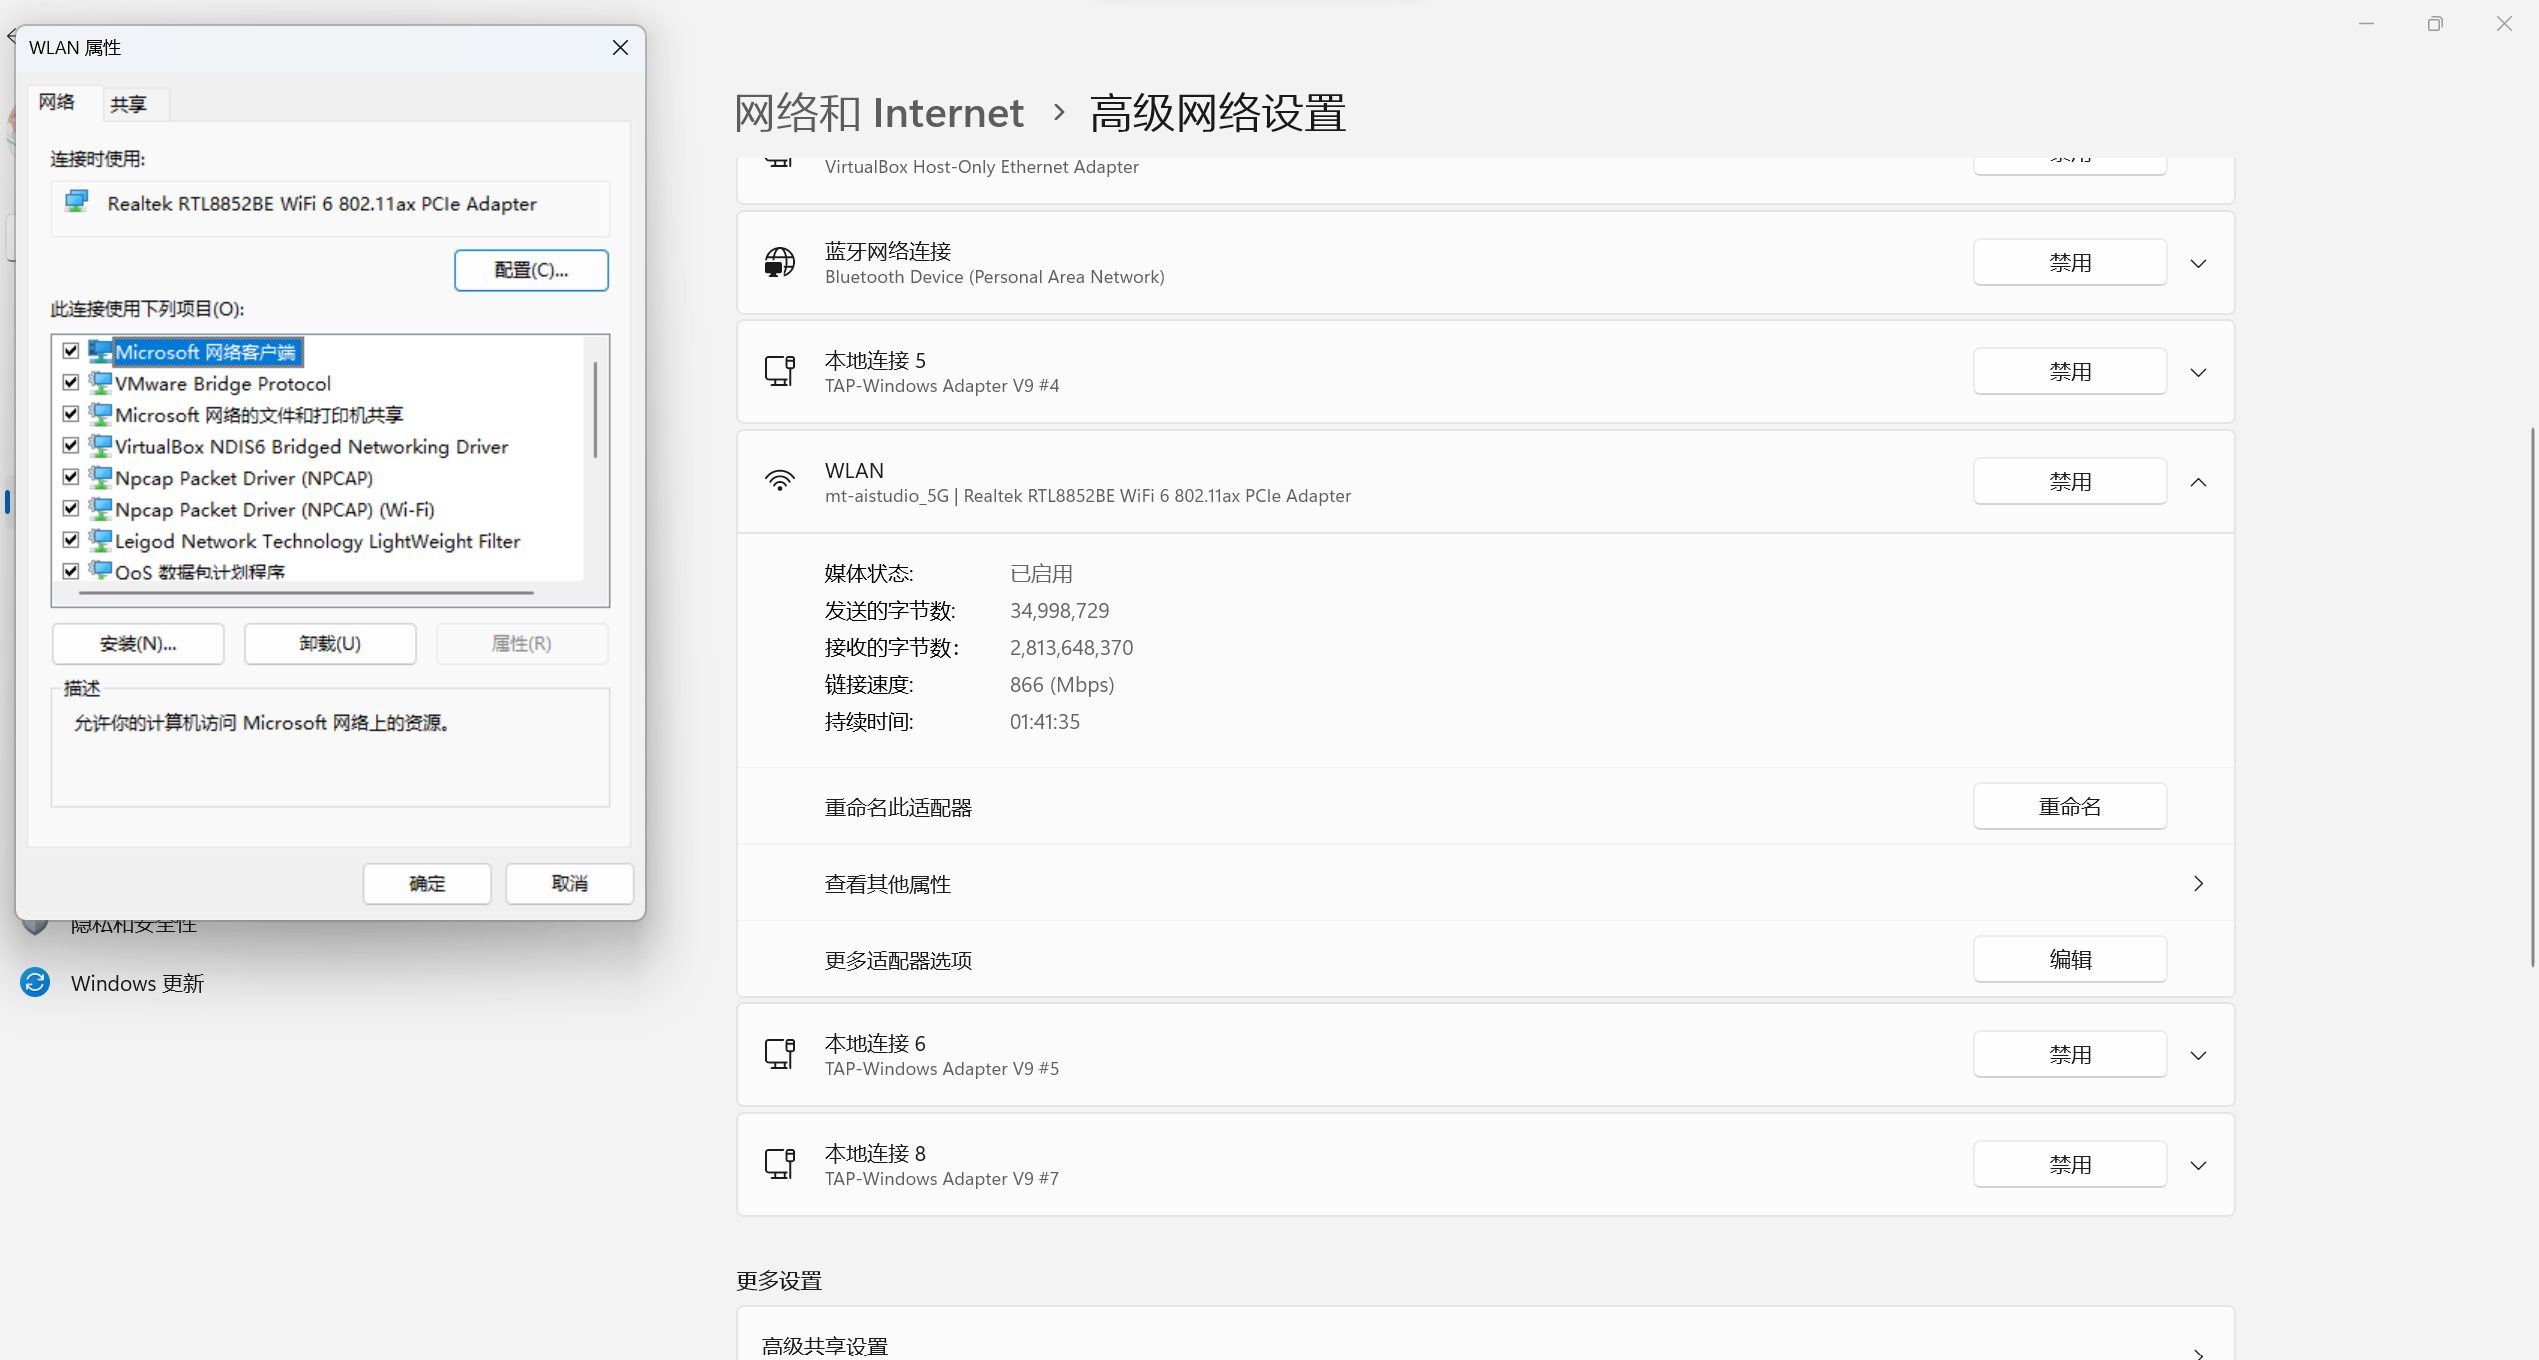 WLAN 属性
网络
共享
连接时使用:
Realtek RTL8852BE WiFi 6 802.11ax PCIe Adapter
配置(C)...
此连接使用下列项目(O):
Microsoft 网络客户端
VMware Bridge Protocol
Microsoft 网络的文件和打印机共享
VirtualBox NDIS6 Bridged Networking Driver
Npcap Packet Driver (NPCAP)
Npcap Packet Driver (NPCAP) (Wi-Fi)
Leigod Network Technology LightWeight Filter
QoS 数据包计划程序
安装(N)...
卸载(U)
属性(R)
描述
允许你的计算机访问 Microsoft 网络上的资源。
确定
取消
隐私和安全性
Windows 更新
网络和 Internet › 高级网络设置
VirtualBox Host-Only Ethernet Adapter
禁用
蓝牙网络连接
Bluetooth Device (Personal Area Network)
禁用
本地连接 5
TAP-Windows Adapter V9 #4
禁用
WLAN
mt-aistudio_5G | Realtek RTL8852BE WiFi 6 802.11ax PCIe Adapter
禁用
媒体状态: 已启用
发送的字节数: 34,998,729
接收的字节数: 2,813,648,370
链接速度: 866 (Mbps)
持续时间: 01:41:35
重命名此适配器
重命名
查看其他属性
更多适配器选项
编辑
本地连接 6
TAP-Windows Adapter V9 #5
禁用
本地连接 8
TAP-Windows Adapter V9 #7
禁用
更多设置
高级共享设置